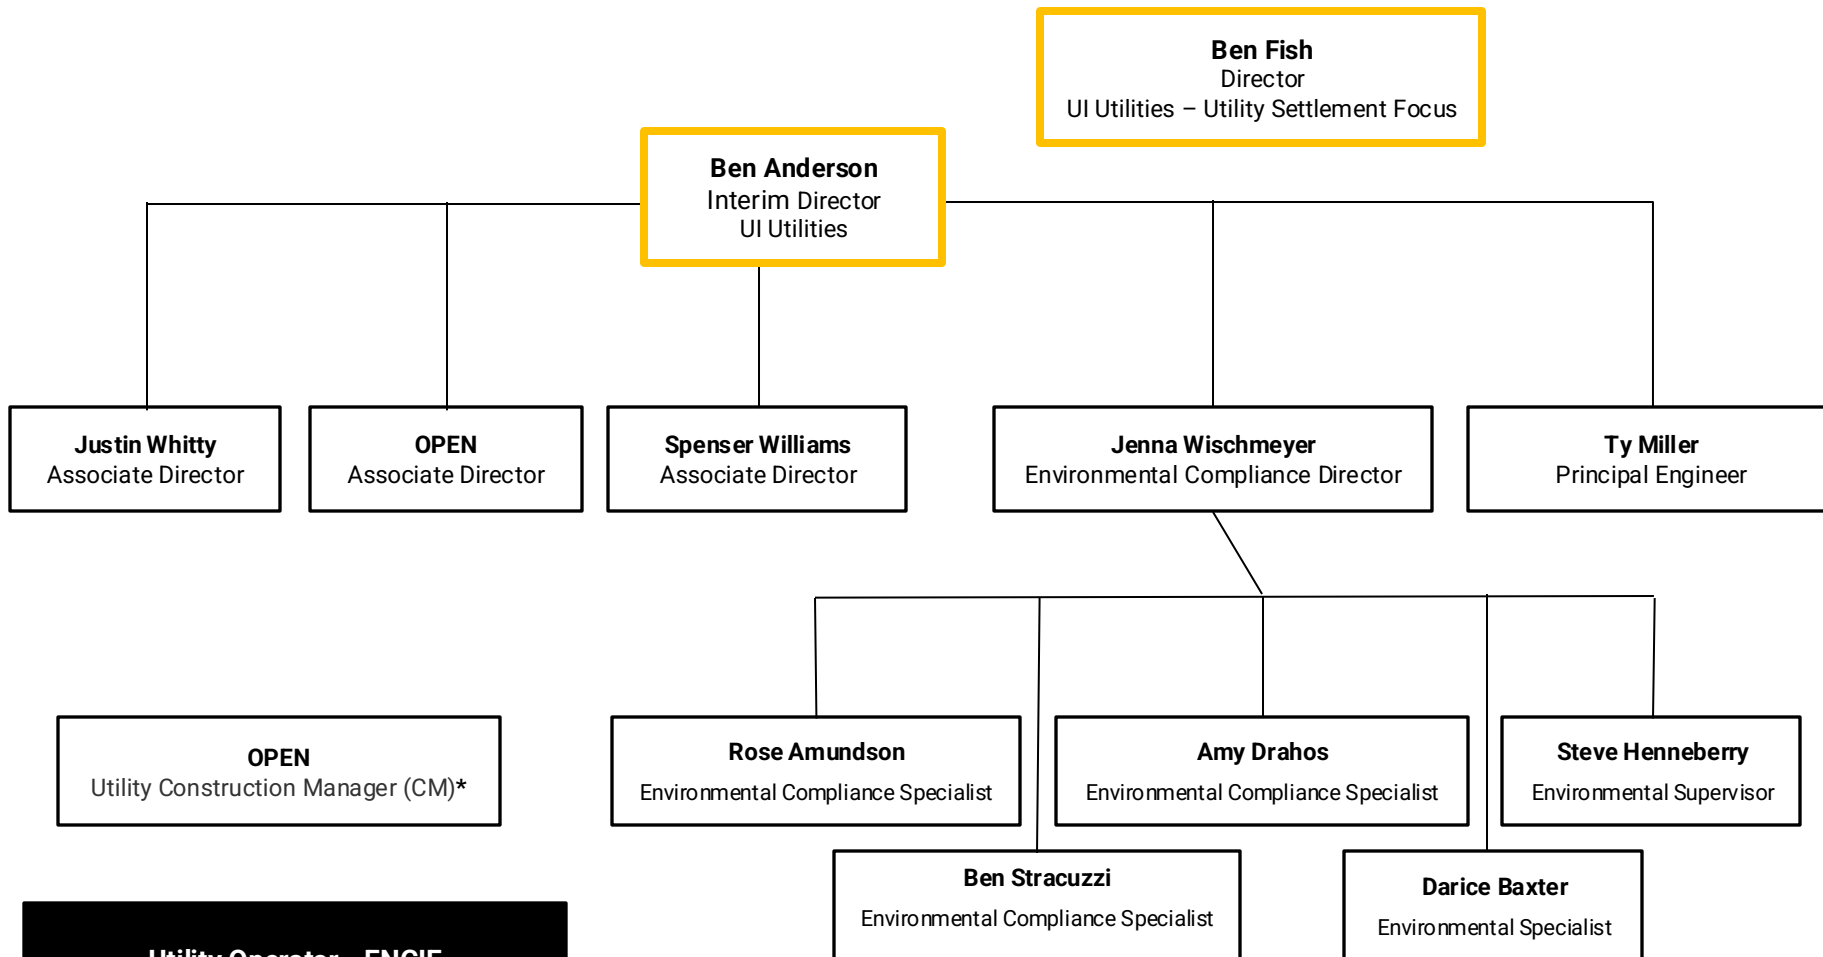 Ben Fish
Director
UI Utilities – Utility Settlement Focus
Ben Anderson
Interim Director
UI Utilities
Justin Whitty
Associate Director
OPEN
Associate Director
Spenser Williams
Associate Director
Jenna Wischmeyer
Environmental Compliance Director
Ty Miller
Principal Engineer
OPEN
Utility Construction Manager (CM)*
Rose Amundson
Environmental Compliance Specialist
Amy Drahos
Environmental Compliance Specialist
Steve Henneberry
Environmental Supervisor
Ben Stracuzzi
Environmental Compliance Specialist
Darice Baxter
Environmental Specialist
Utility Operator - ENGIE